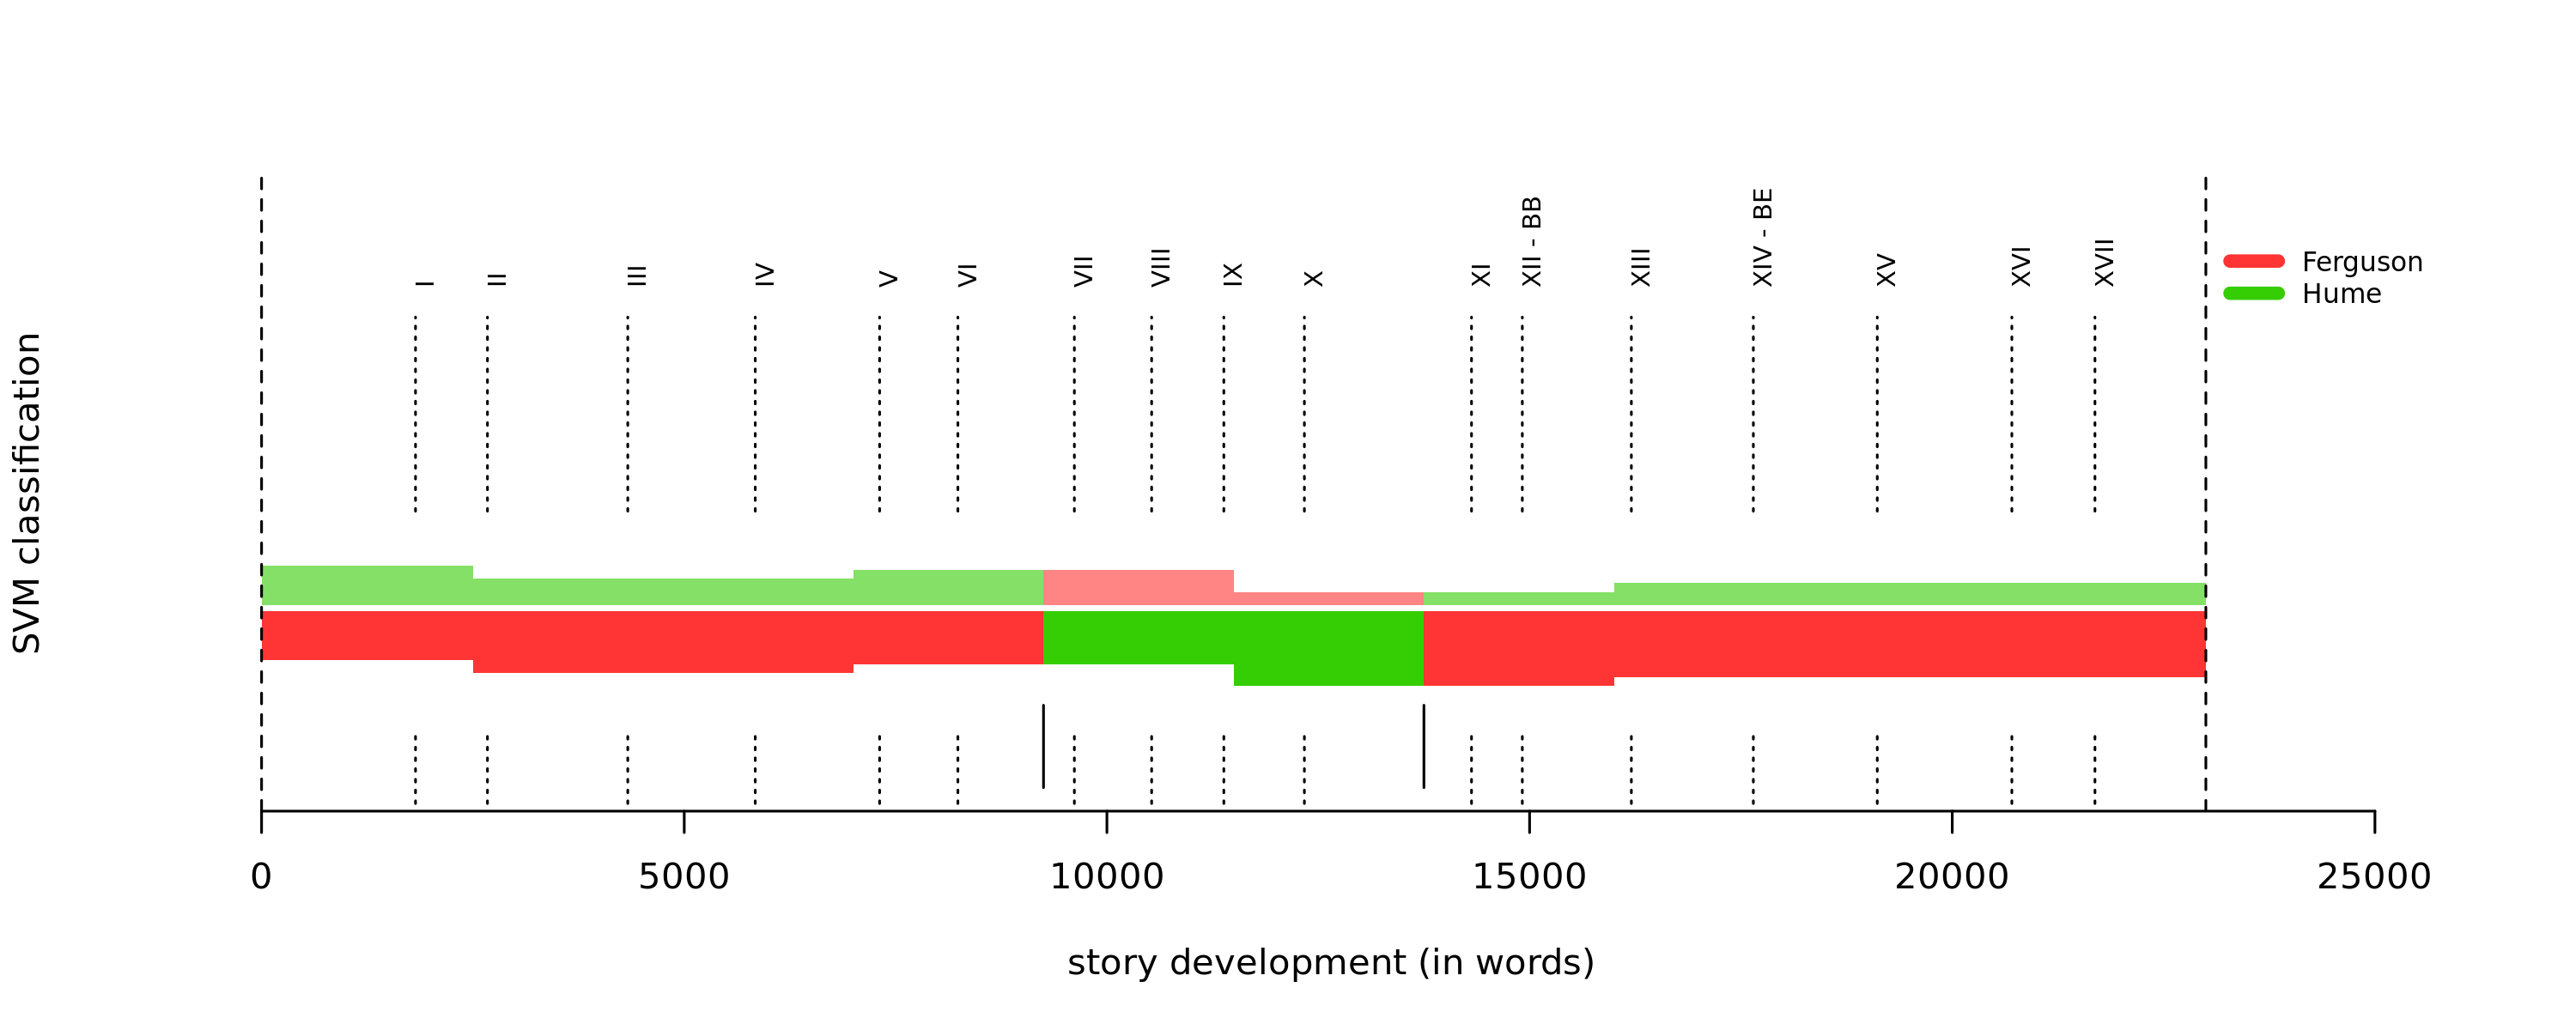 SVM classification
I
II
III
IV
V
VI
VII
VIII
IX
X
XI
XII - BB
XIII
XIV - BE
XV
XVI
XVII
Ferguson
Hume
0
5000
10000
15000
20000
25000
story development (in words)